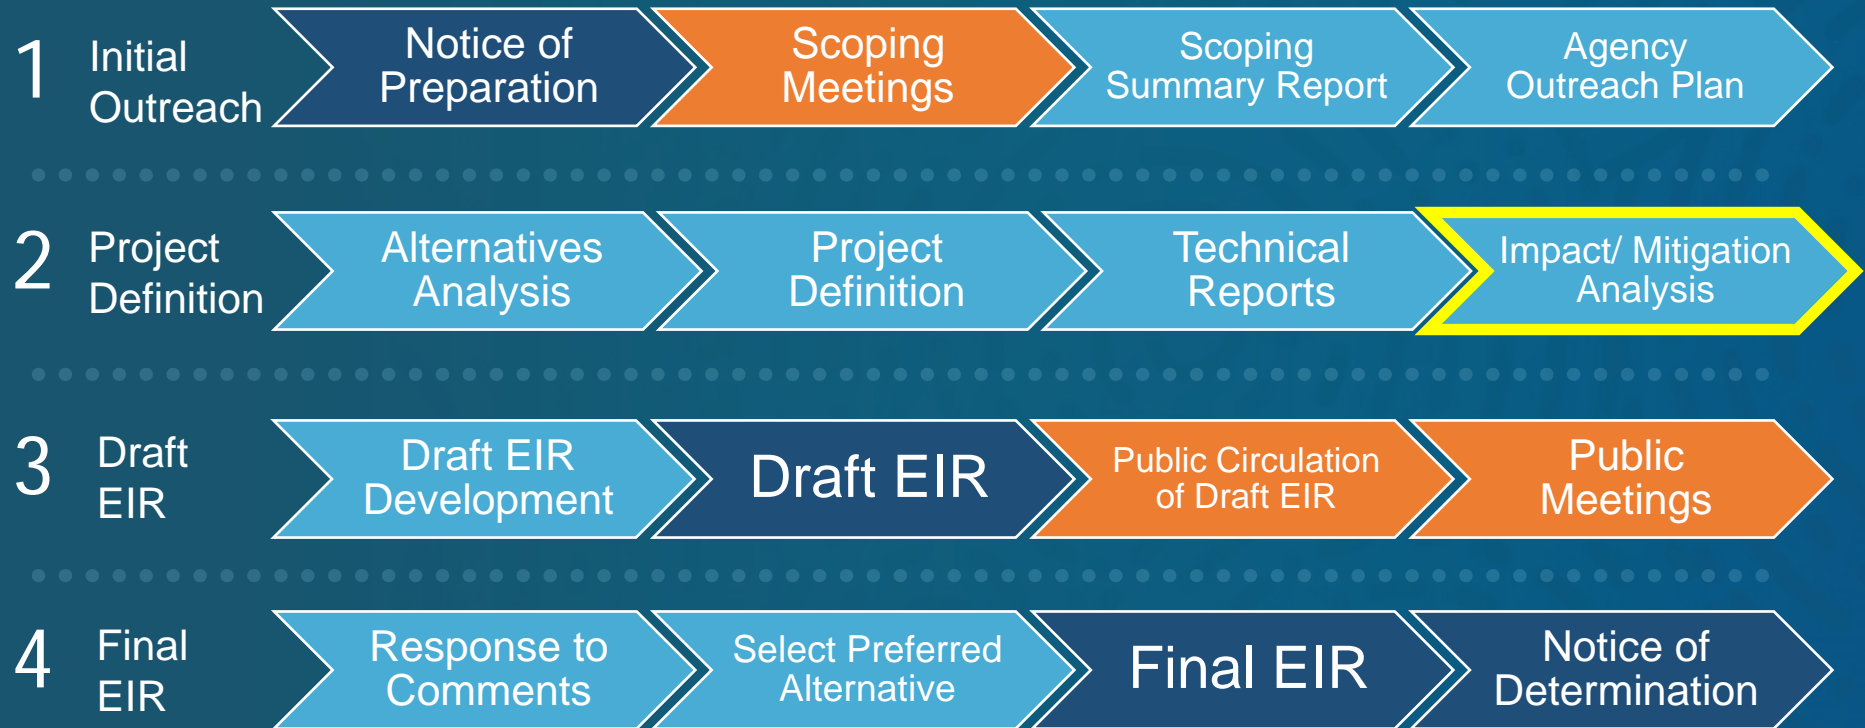 1
Initial
Outreach
Notice of
Preparation
Scoping
Meetings
Scoping
Summary Report
Agency
Outreach Plan
2
Project
Definition
Alternatives
Analysis
Project
Definition
Technical
Reports
Impact/ Mitigation
Analysis
3
Draft
EIR
Draft EIR
Development
Draft EIR
Public Circulation
of Draft EIR
Public
Meetings
4
Final
EIR
Response to
Comments
Select Preferred
Alternative
Final EIR
Notice of
Determination